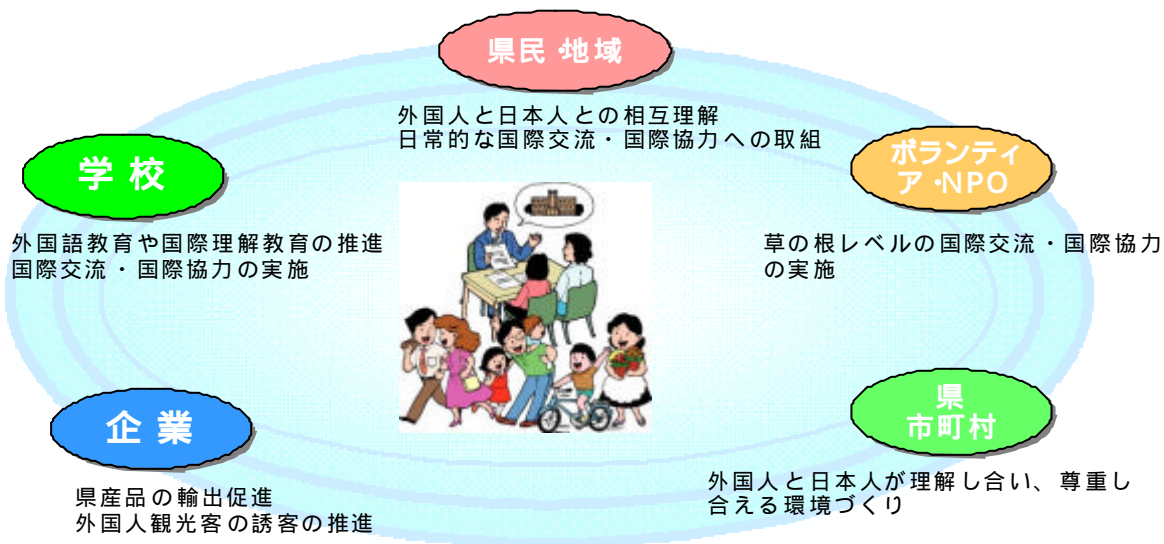 県民・地域
外国人と日本人との相互理解
日常的な国際交流・国際協力への取組
学校
外国語教育や国際理解教育の推進
国際交流・国際協力の実施
ボランティ
ア・NPO
草の根レベルの国際交流・国際協力
の実施
企業
県産品の輸出促進
外国人観光客の誘客の推進
県
市町村
外国人と日本人が理解し合い、尊重し
合える環境づくり